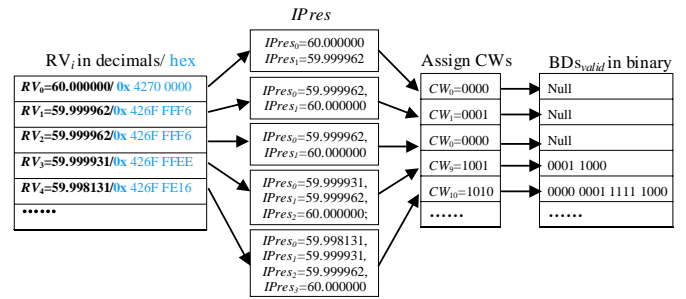 IPres
RVi in decimals/ hex
Assign CWs
BDsvalid in binary
RV0=60.000000/ 0x 4270 0000
RV1=59.999962/0x 426F FFF6
RV2=59.999962/0x 426F FFF6
RV3=59.999931/0x 426F FFEE
RV4=59.998131/0x 426F FE16
......
IPres0=60.000000
IPres1=59.999962
IPres0=59.999962,
IPres1=60.000000
IPres0=59.999962,
IPres1=60.000000
IPres0=59.999931,
IPres1=59.999962,
IPres2=60.000000;
IPres0=59.998131,
IPres1=59.999931,
IPres2=59.999962,
IPres3=60.000000
CW0=0000
CW1=0001
CW0=0000
CW9=1001
CW10=1010
......
Null
Null
Null
0001 1000
0000 0001 1111 1000
......